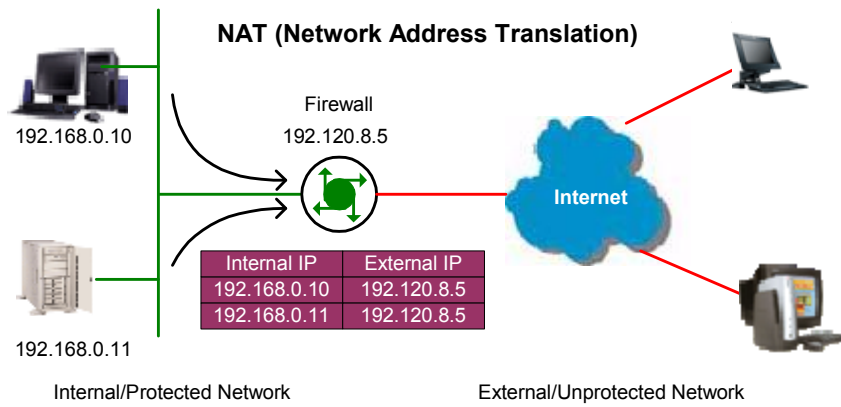 NAT (Network Address Translation)
192.168.0.10
Firewall
192.120.8.5
Internet
Internal IP External IP
192.168.0.10 192.120.8.5
192.168.0.11 192.120.8.5
192.168.0.11
Internal/Protected Network
External/Unprotected Network